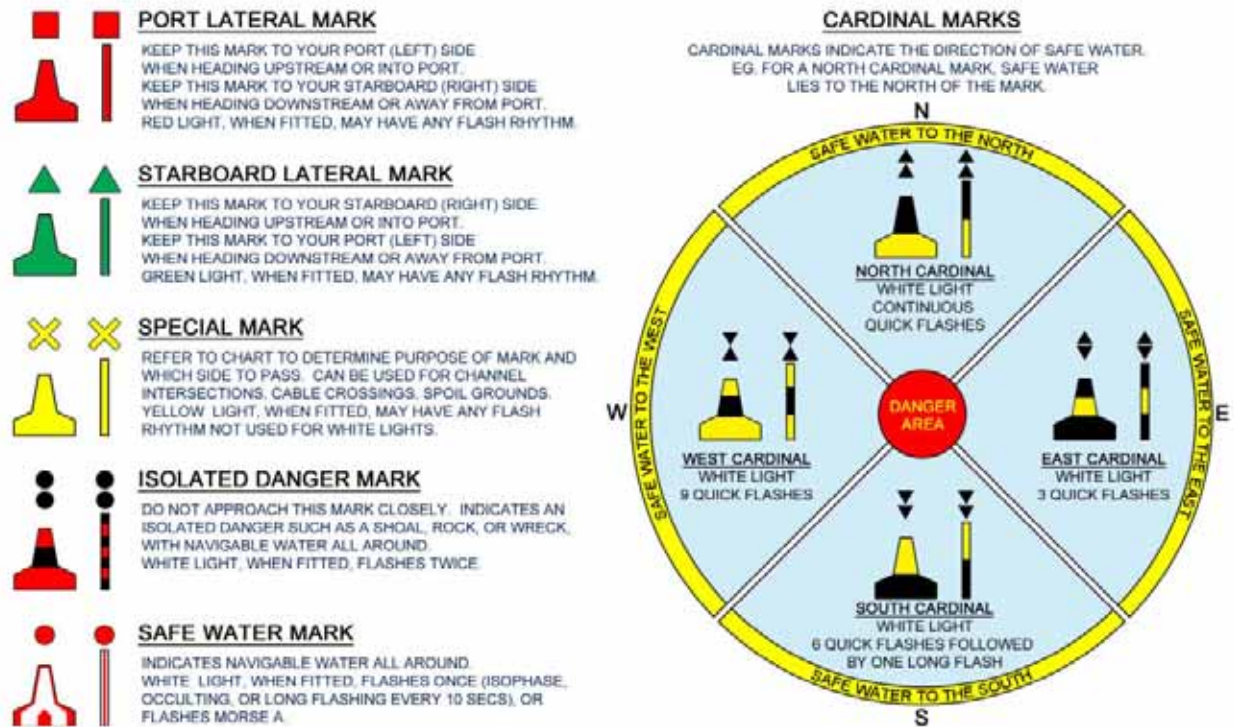 PORT LATERAL MARK
KEEP THIS MARK TO YOUR PORT (LEFT) SIDE
WHEN HEADING UPSTREAM OR INTO PORT.
KEEP THIS MARK TO YOUR STARBOARD (RIGHT) SIDE
WHEN HEADING DOWNSTREAM OR AWAY FROM PORT.
RED LIGHT, WHEN FITTED, MAY HAVE ANY FLASH RHYTHM.
STARBOARD LATERAL MARK
KEEP THIS MARK TO YOUR STARBOARD (RIGHT) SIDE
WHEN HEADING UPSTREAM OR INTO PORT.
KEEP THIS MARK TO YOUR PORT (LEFT) SIDE
WHEN HEADING DOWNSTREAM OR AWAY FROM PORT.
GREEN LIGHT, WHEN FITTED, MAY HAVE ANY FLASH RHYTHM.
SPECIAL MARK
REFER TO CHART TO DETERMINE PURPOSE OF MARK AND
WHICH SIDE TO PASS. CAN BE USED FOR CHANNEL
INTERSECTIONS, CABLE CROSSINGS, SPOIL GROUNDS.
YELLOW LIGHT, WHEN FITTED, MAY HAVE ANY FLASH
RHYTHM NOT USED FOR WHITE LIGHTS.
ISOLATED DANGER MARK
DO NOT APPROACH THIS MARK CLOSELY. INDICATES AN
ISOLATED DANGER SUCH AS A SHOAL, ROCK, OR WRECK,
WITH NAVIGABLE WATER ALL AROUND.
WHITE LIGHT, WHEN FITTED, FLASHES TWICE
SAFE WATER MARK
INDICATES NAVIGABLE WATER ALL AROUND.
WHITE LIGHT, WHEN FITTED, FLASHES ONCE (ISOPHASE,
OCCULTING, OR LONG FLASHING EVERY 10 SECS), OR
FLASHES MORSE A.
CARDINAL MARKS
CARDINAL MARKS INDICATE THE DIRECTION OF SAFE WATER.
EG. FOR A NORTH CARDINAL MARK, SAFE WATER
LIES TO THE NORTH OF THE MARK.
N
SAFE WATER TO THE NORTH
NORTH CARDINAL
WHITE LIGHT
CONTINUOUS
QUICK FLASHES
W
SAFE WATER TO THE WEST
WEST CARDINAL
WHITE LIGHT
9 QUICK FLASHES
DANGER
AREA
EAST CARDINAL
WHITE LIGHT
3 QUICK FLASHES
SAFE WATER TO THE EAST
E
SOUTH CARDINAL
WHITE LIGHT
6 QUICK FLASHES FOLLOWED
BY ONE LONG FLASH
SAFE WATER TO THE SOUTH
S